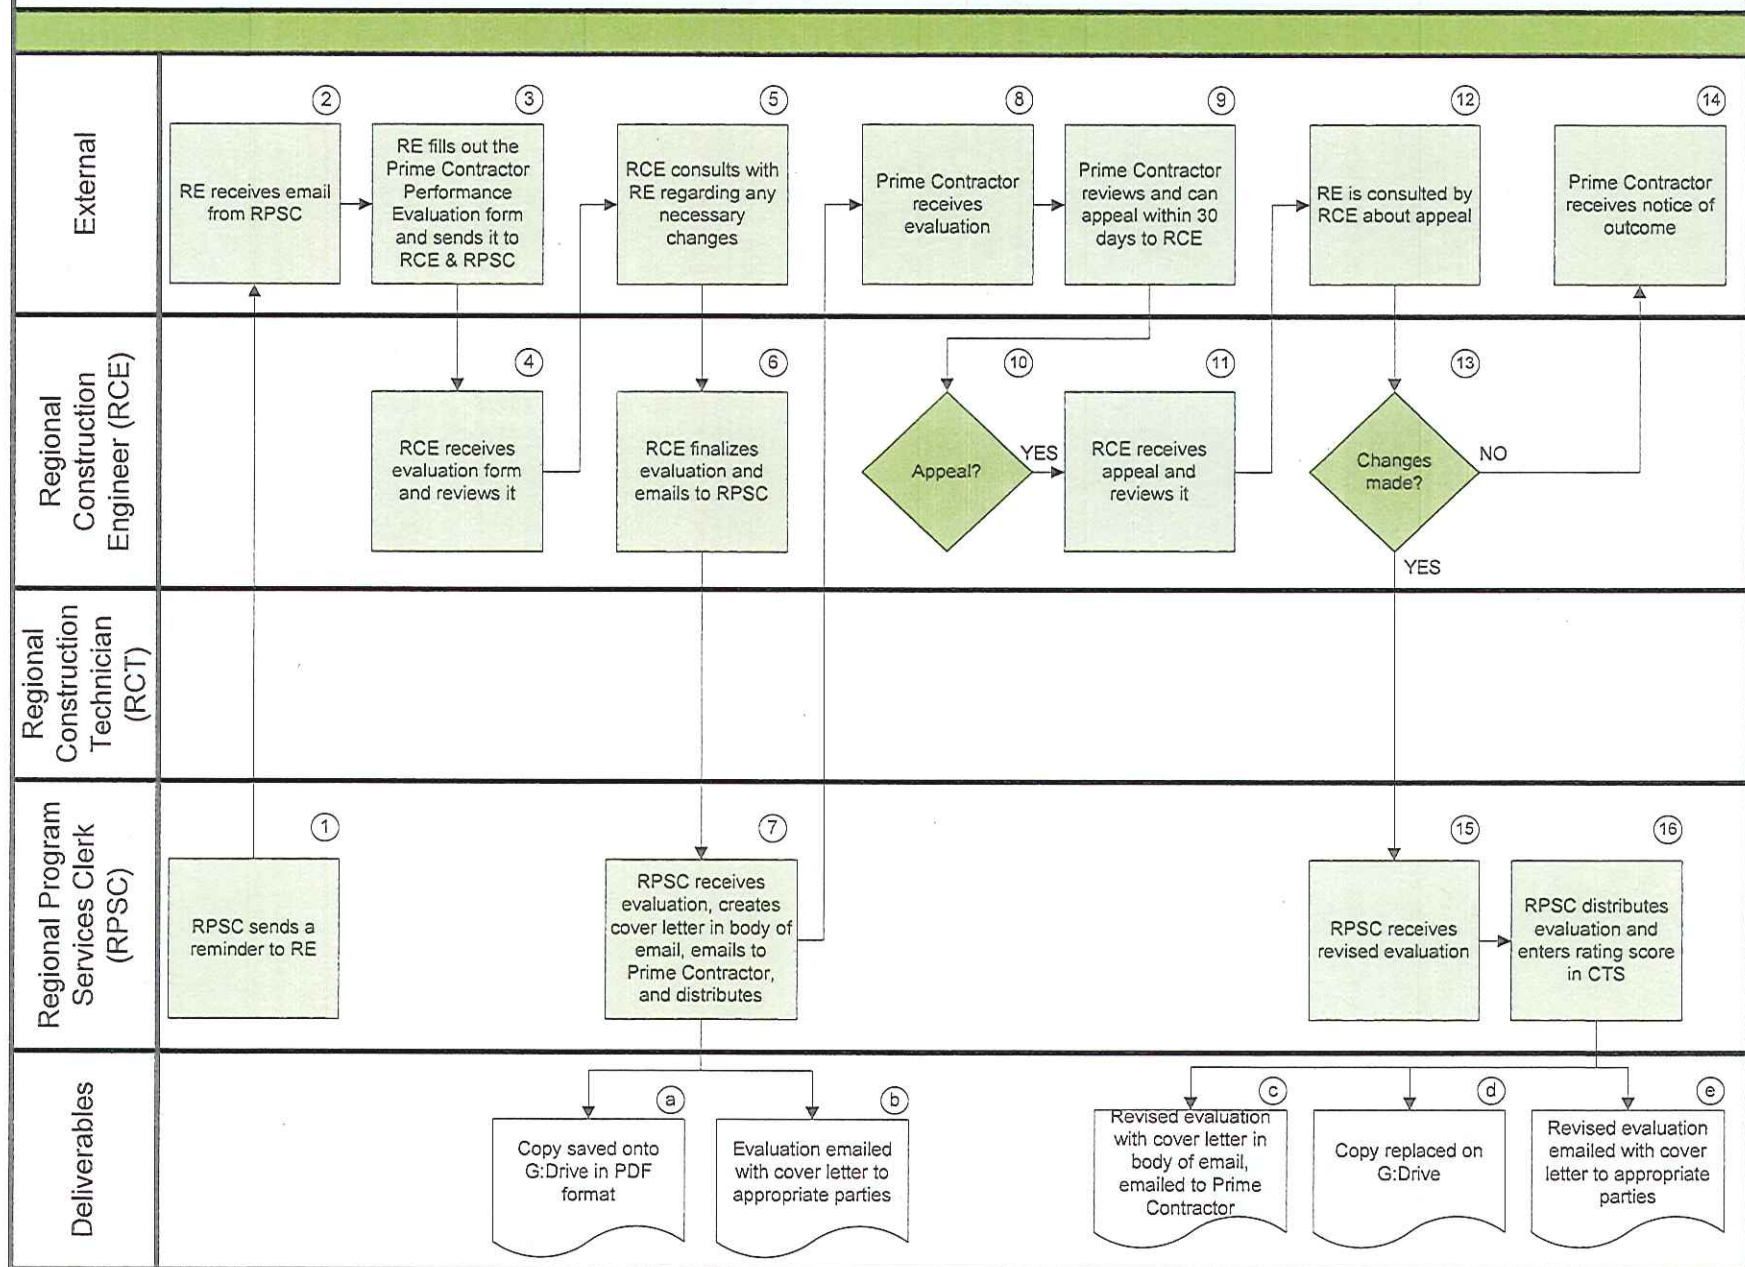 External
②
RE receives email
from RPSC
③
RE fills out the
Prime Contractor
Performance
Evaluation form
and sends it to
RCE & RPSC
⑤
RCE consults with
RE regarding any
necessary
changes
⑧
Prime Contractor
receives
evaluation
⑨
Prime Contractor
reviews and can
appeal within 30
days to RCE
⑫
RE is consulted by
RCE about appeal
⑭
Prime Contractor
receives notice of
outcome
Regional
Construction
Engineer (RCE)
④
RCE receives
evaluation form
and reviews it
⑥
RCE finalizes
evaluation and
emails to RPSC
⑩
Appeal?
YES
⑪
RCE receives
appeal and
reviews it
⑬
Changes
made?
NO
YES
Regional
Construction
Technician
(RCT)
Regional Program
Services Clerk
(RPSC)
①
RPSC sends a
reminder to RE
⑦
RPSC receives
evaluation, creates
cover letter in body of
email, emails to
Prime Contractor,
and distributes
⑮
RPSC receives
revised evaluation
⑯
RPSC distributes
evaluation and
enters rating score
in CTS
Deliverables
ⓐ
Copy saved onto
G:Drive in PDF
format
ⓑ
Evaluation emailed
with cover letter to
appropriate parties
ⓒ
Revised evaluation
with cover letter in
body of email,
emailed to Prime
Contractor
ⓓ
Copy replaced on
G:Drive
ⓔ
Revised evaluation
emailed with cover
letter to appropriate
parties